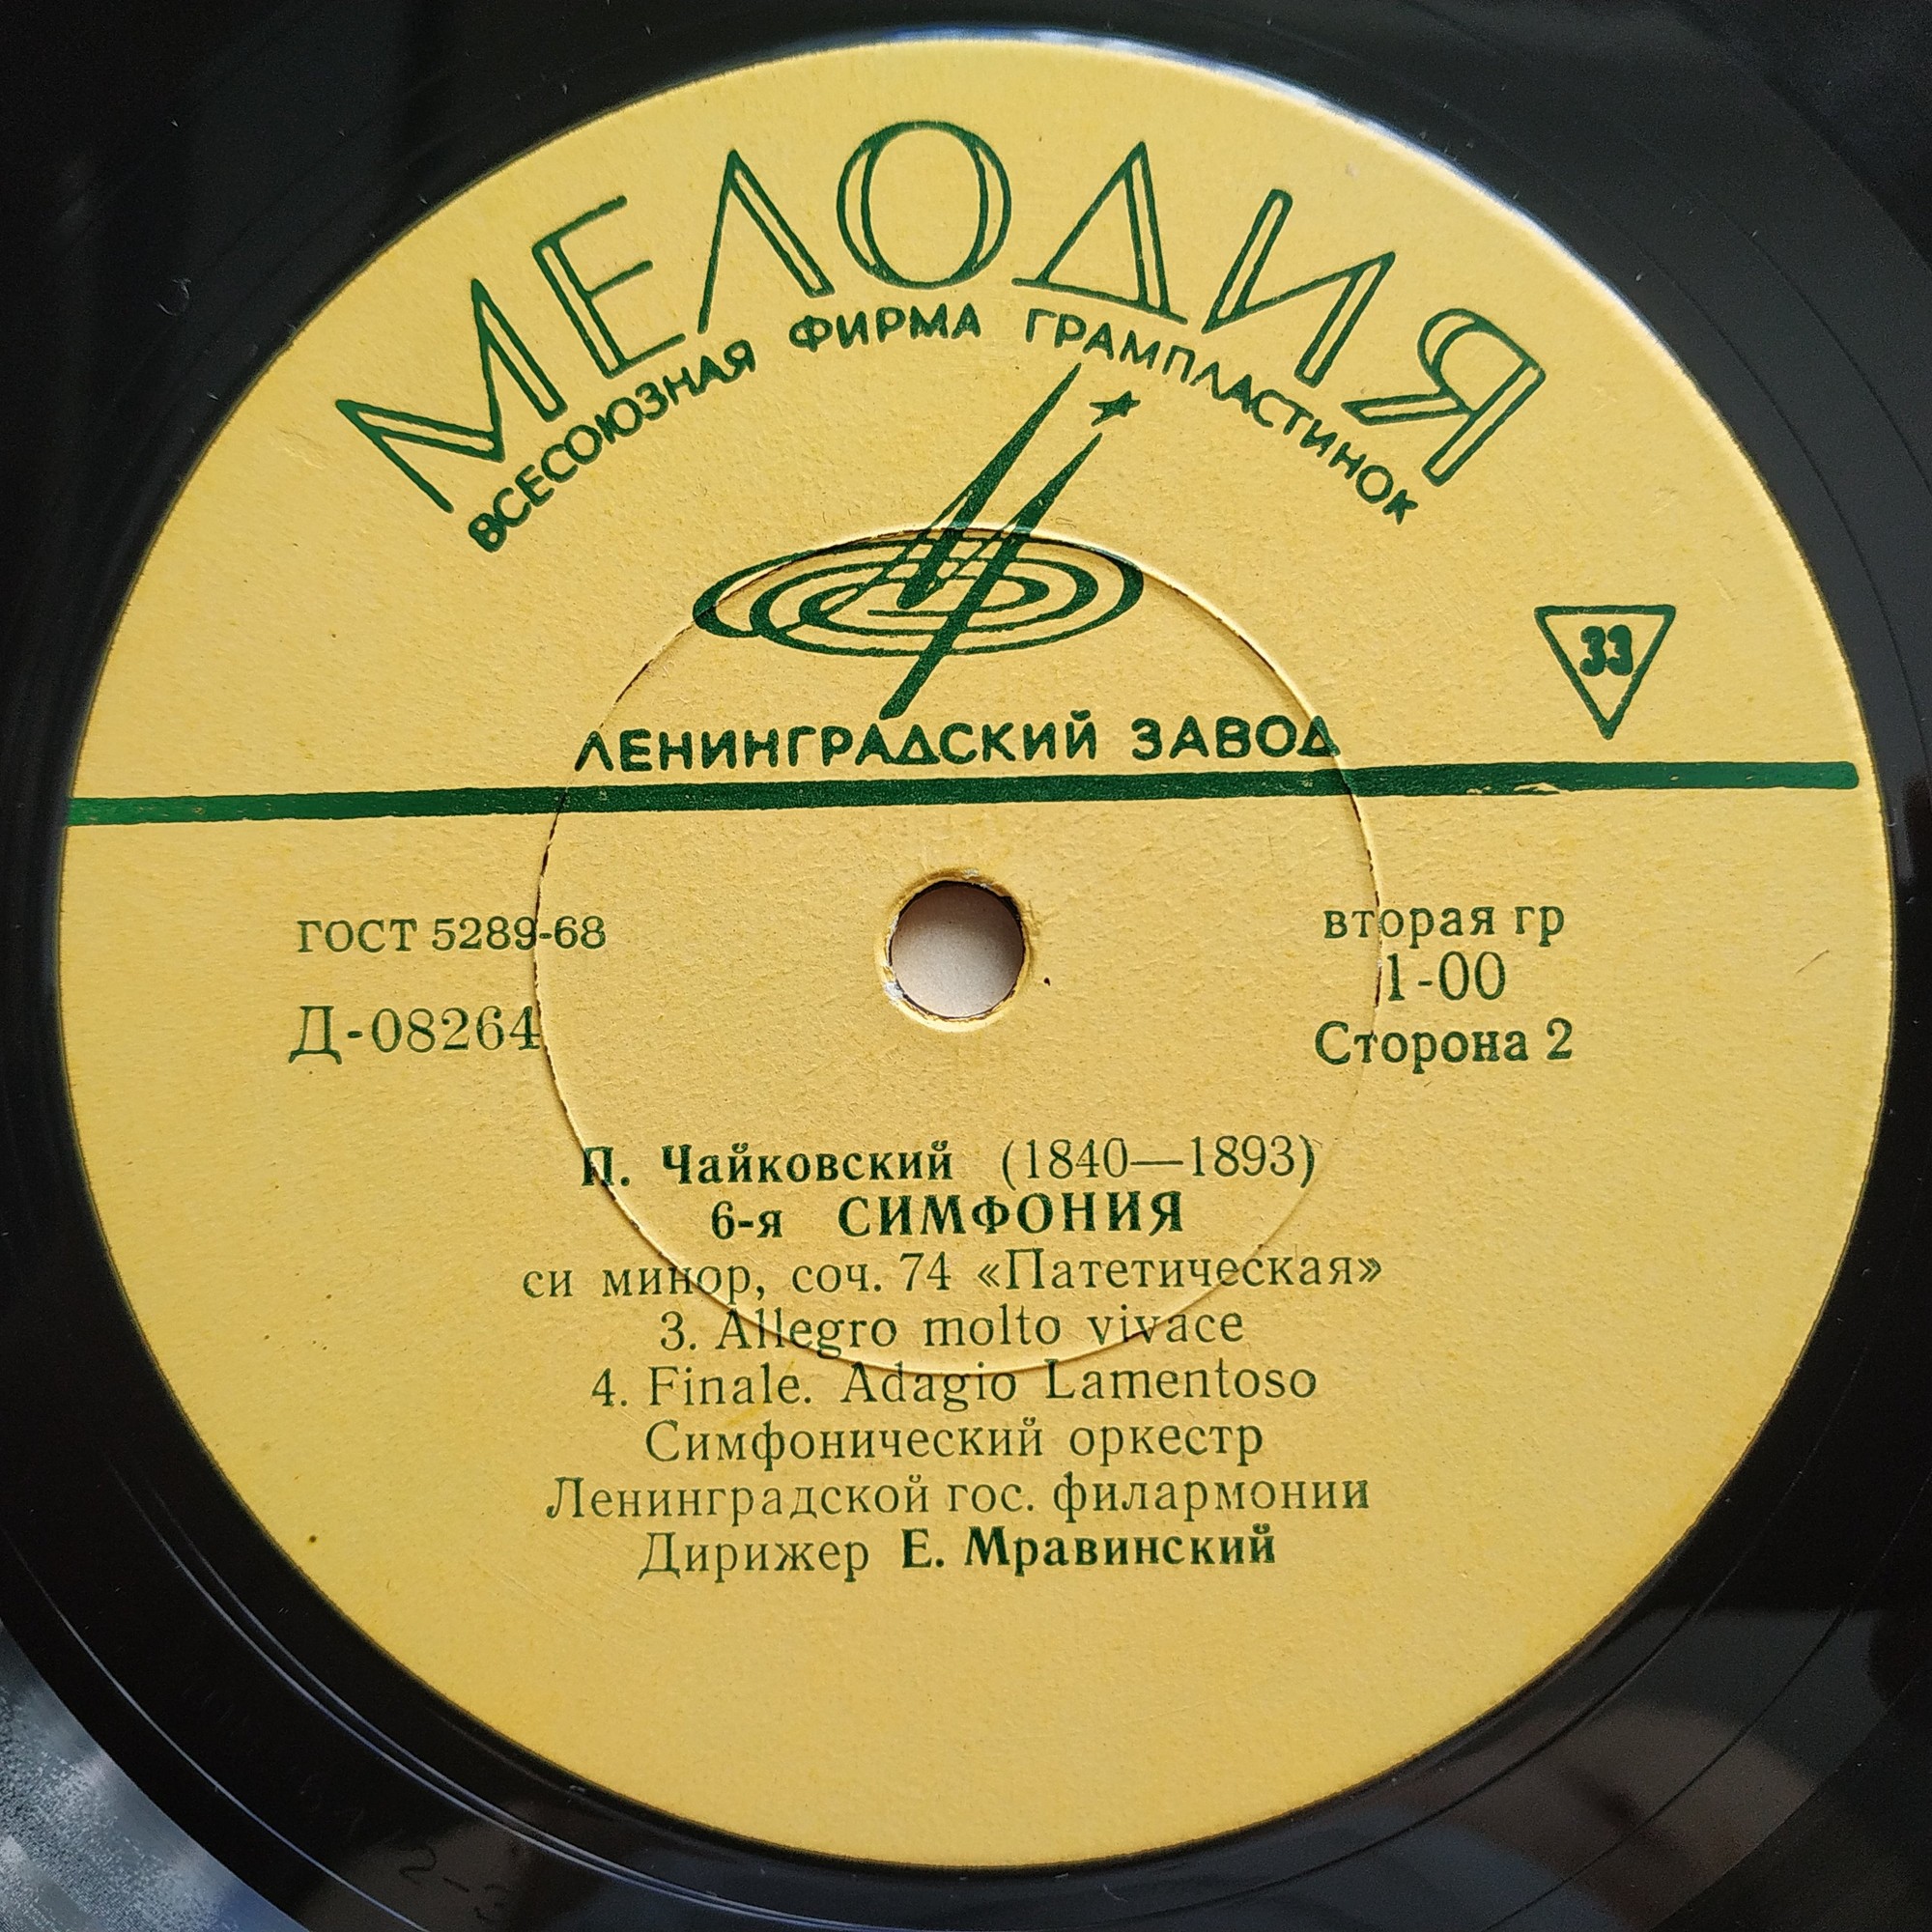 МЕЛОДИЯ
ВСЕСОЮЗНАЯ ФИРМА ГРАМПЛАСТИНОК
33
ЛЕНИНГРАДСКИЙ ЗАВОД
ГОСТ 5289-68
Д-08264
вторая гр
1-00
Сторона 2
П. Чайковский (1840—1893)
6-я СИМФОНИЯ
си минор, соч. 74 «Патетическая»
3. Allegro molto vivace
4. Finale. Adagio Lamentoso
Симфонический оркестр
Ленинградской гос. филармонии
Дирижер Е. Мравинский